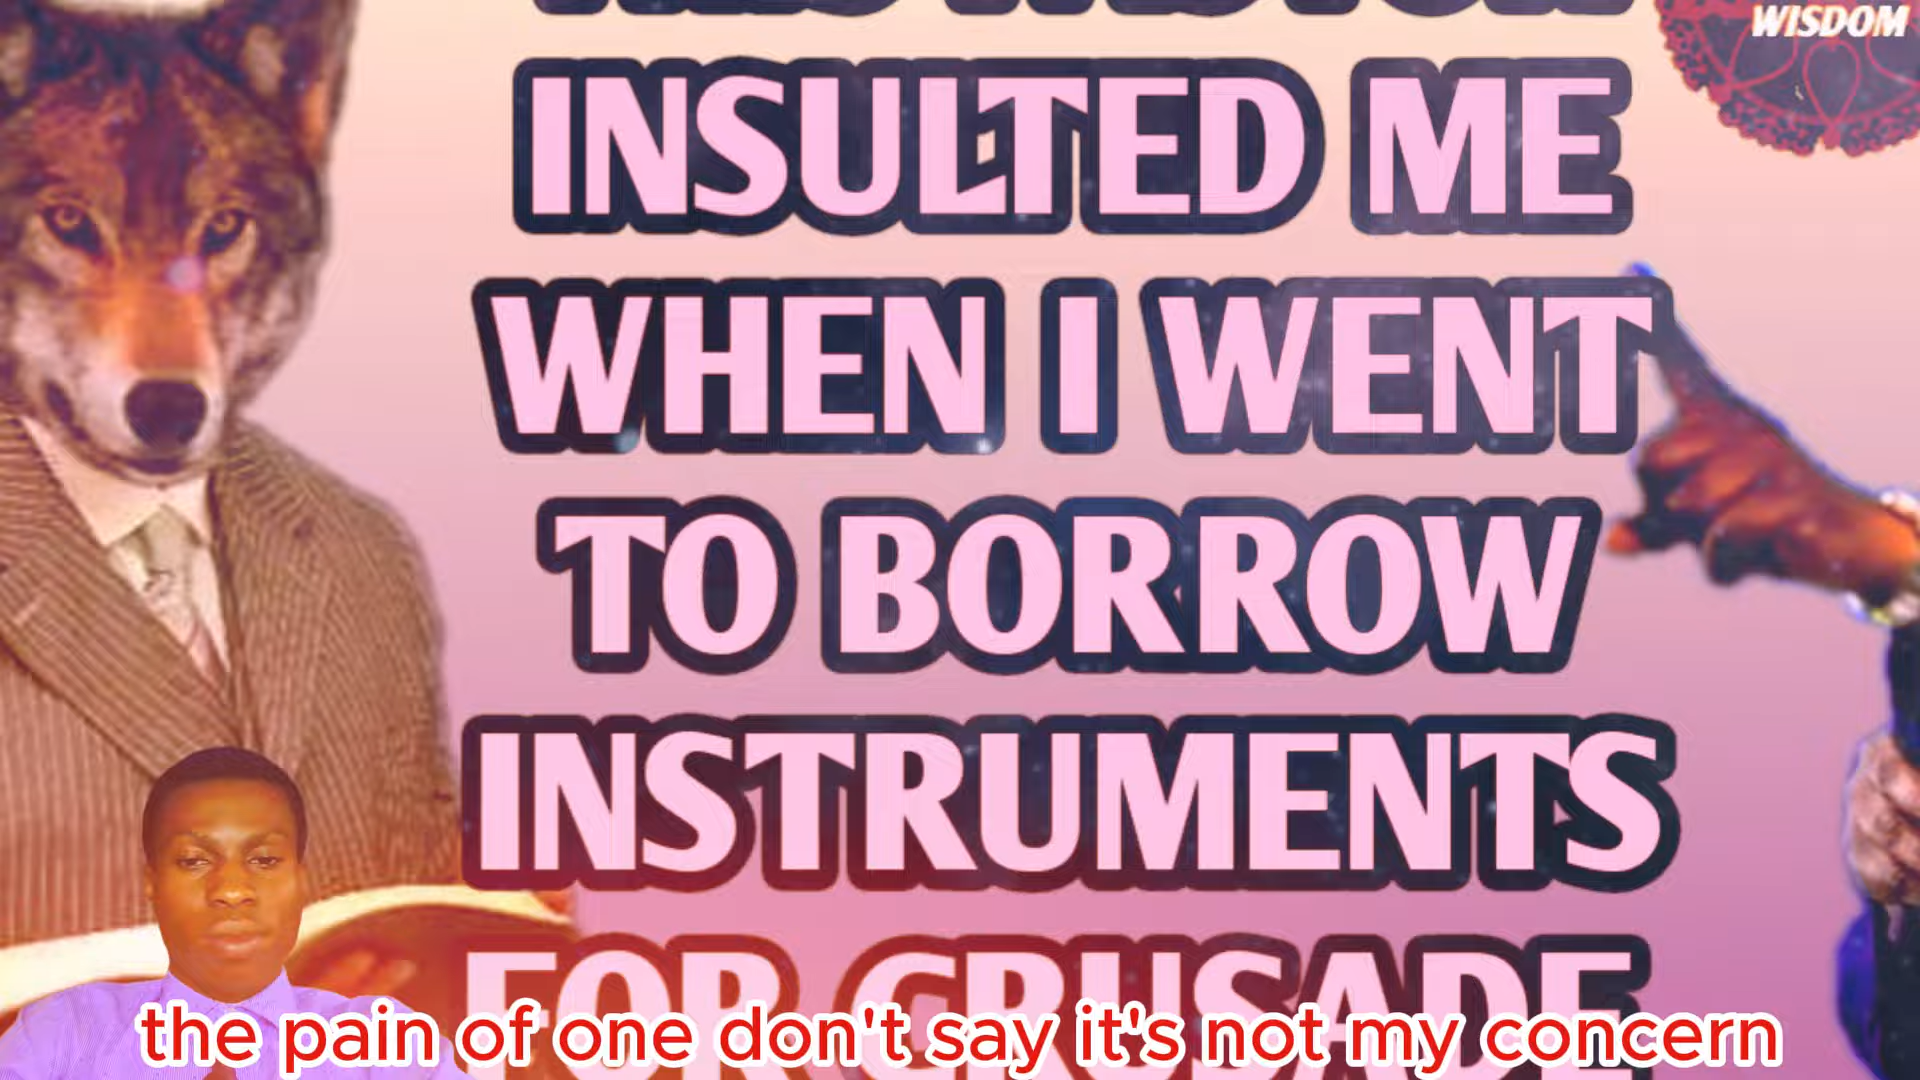 WISDOM
INSULTED ME
WHEN I WENT
TO BORROW
INSTRUMENTS
FOR CRUSADE
the pain of one don't say it's not my concern